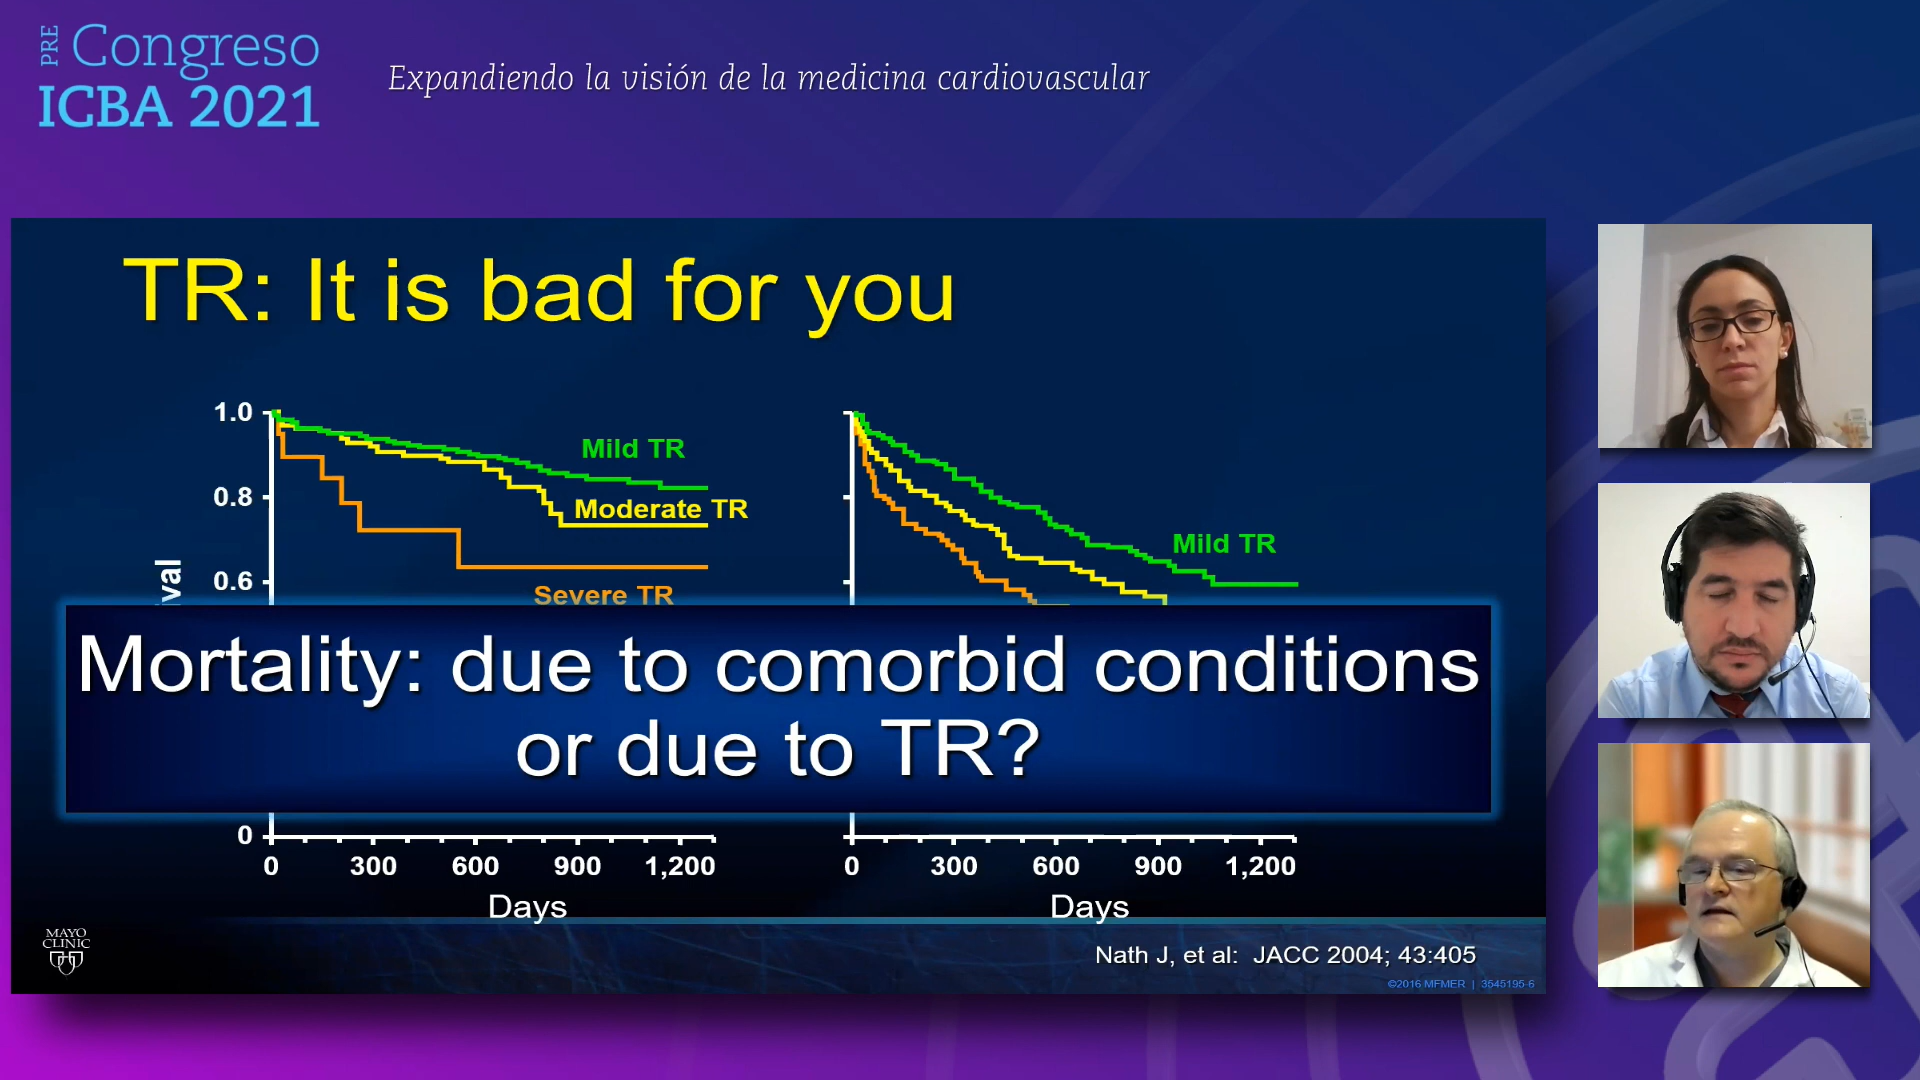 PRE
Congreso
ICBA 2021
Expandiendo la visión de la medicina cardiovascular
TR: It is bad for you
1.0
0.8
0.6
0
Mild TR
Moderate TR
Severe TR
0 300 600 900 1,200
Days
Mild TR
0 300 600 900 1,200
Days
Mortality: due to comorbid conditions
or due to TR?
MAYO
CLINIC
Nath J, et al: JACC 2004; 43:405
©2016 MFMER | 3545195-6